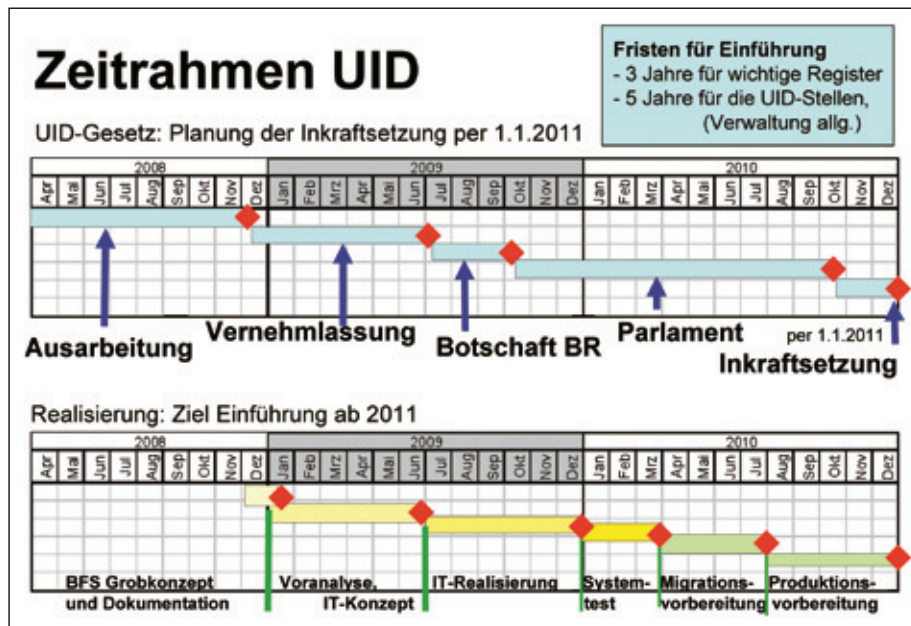 Zeitrahmen UID
Fristen für Einführung
- 3 Jahre für wichtige Register
- 5 Jahre für die UID-Stellen,
(Verwaltung allg.)
UID-Gesetz: Planung der Inkraftsetzung per 1.1.2011
2008 2009 2010
Apr Mai Jun Jul Aug Sep Okt Nov Dez Jan Feb Mrz Apr Mai Jun Jul Aug Sep Okt Nov Dez Jan Feb Mrz Apr Mai Jun Jul Aug Sep Okt Nov Dez
Ausarbeitung
Vernehmlassung
Botschaft BR
Parlament
per 1.1.2011
Inkraftsetzung
Realisierung: Ziel Einführung ab 2011
2008 2009 2010
Apr Mai Jun Jul Aug Sep Okt Nov Dez Jan Feb Mrz Apr Mai Jun Jul Aug Sep Okt Nov Dez Jan Feb Mrz Apr Mai Jun Jul Aug Sep Okt Nov Dez
BFS Grobkonzept
und Dokumentation
Voranalyse,
IT-Konzept
IT-Realisierung
System-
test
Migrations-
vorbereitung
Produktions-
vorbereitung